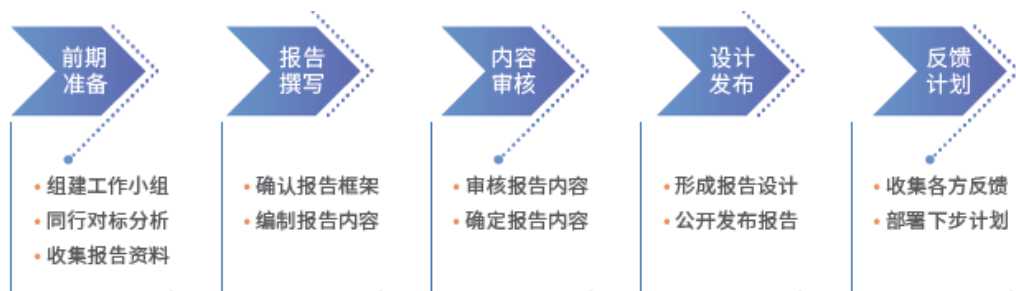 前期
准备
报告
撰写
内容
审核
设计
发布
反馈
计划
• 组建工作小组
• 同行对标分析
• 收集报告资料
• 确认报告框架
• 编制报告内容
• 审核报告内容
• 确定报告内容
• 形成报告设计
• 公开发布报告
• 收集各方反馈
• 部署下步计划